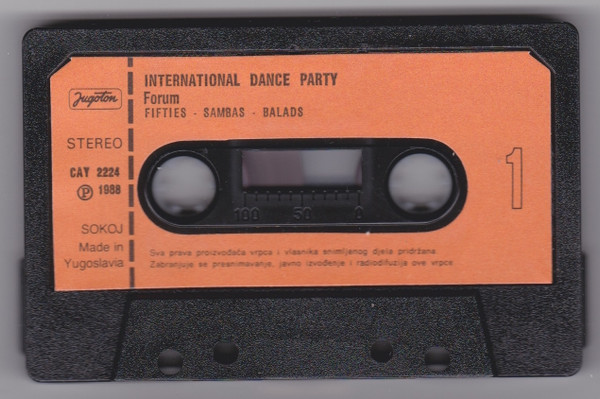 INTERNATIONAL DANCE PARTY
Forum
FIFTIES - SAMBAS - BALADS
Jugoton
STEREO
CAY 2224
℗ 1988
SOKOJ
Made in
Yugoslavia
1
100 50 0
Sva prava proizvođača vrpce i vlasnika snimljenog djela pridržana
Zabranjuje se presnimavanje, javno izvođenje i radiodifuzija ove vrpce